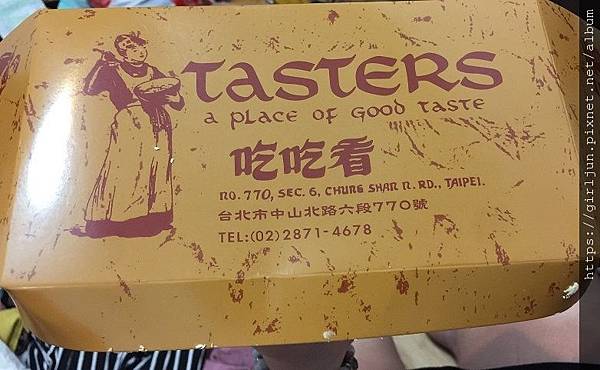 TASTERS
A PLACE OF GOOD TASTE
吃吃看
NO. 770, SEC. 6, CHUNG SHAN N. RD., TAIPEI.
台北市中山北路六段770號
TEL:(02)2871-4678
https://girljun.pixnet.net/album